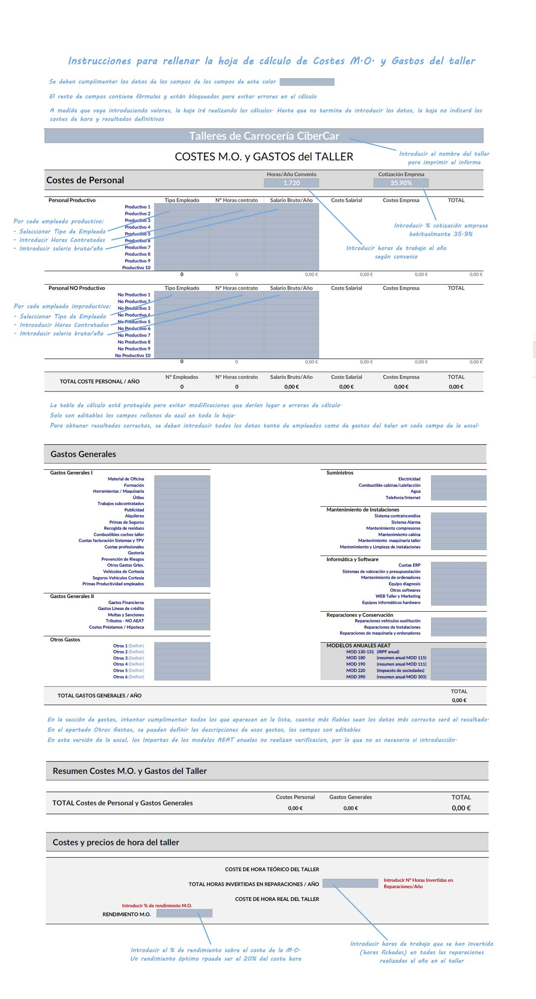 Instrucciones para rellenar la hoja de cálculo de Costes M.O. y Gastos del taller
Se deben cumplimentar los datos de los campos de los campos de este color
El resto de campos contiene fórmulas y están bloqueados para evitar errores en el cálculo
A medida que vaya introduciendo valores, la hoja irá realizando los cálculos. Hasta que no termine de introducir los datos, la hoja no indicará los
costes de hora y resultados definitivos
Talleres de Carrocería CiberCar
COSTES M.O. y GASTOS del TALLER
Introducir el nombre del taller
para imprimir el informe
Costes de Personal
Horas/Año Convenio
1.720
Cotización Empresa
35,90%
Personal Productivo Tipo Empleado Nº Horas contrato Salario Bruto/Año Coste Salarial Costes Empresa TOTAL
Productivo 1
Productivo 2
Productivo 3
Productivo 4
Productivo 5
Productivo 6
Productivo 7
Productivo 8
Productivo 9
Productivo 10
0 0 0,00 € 0,00 € 0,00 € 0,00 €
Por cada empleado productivo:
- Seleccionar Tipo de Empleado
- Introducir Horas Contratadas
- Imtroducir salario bruto/año
Introducir % cotización empresa
habitualmente 35.9%
Introducir horas de trabajo al año
según convenio
Personal NO Productivo Tipo Empleado Nº Horas contrato Salario Bruto/Año Coste Salarial Costes Empresa TOTAL
No Productivo 1
No Productivo 2
No Productivo 3
No Productivo 4
No Productivo 5
No Productivo 6
No Productivo 7
No Productivo 8
No Productivo 9
No Productivo 10
0 0 0,00 € 0,00 € 0,00 € 0,00 €
Por cada empleado improductivo:
- Seleccionar Tipo de Empleado
- Introoducir Horas Contratadas
- Imtroducir salario bruto/año
TOTAL COSTE PERSONAL / AÑO
Nº Empleados Nº Horas contrato Salario Bruto/Año Coste Salarial Costes Empresa TOTAL
0 0 0,00 € 0,00 € 0,00 € 0,00 €
La tabla de cálculo está protegida para evitar modificaciones que darían lugar a errores de cálculo.
Solo son editables los campos rellenos de azul en toda la hoja.
Para obtener resultados correctos, se deben introducir todos los datos tanto de empleados como de gastos del taler en cada campo de la excel.
Gastos Generales
Gastos Generales I
Material de Oficina
Formación
Herramientas / Maquinaria
Útiles
Trabajos subcontratados
Publicidad
Alquileres
Primas de Seguros
Recogida de residuos
Combustibles coches taller
Cuotas facturación Sistemas y TPV
Cuotas profesionales
Gestoría
Prevención de Riesgos
Otros Gastos Grles.
Vehículos de Cortesía
Seguros Vehículos Cortesía
Primas Productividad empleados
Gastos Generales II
Gastos Financieros
Gastos Líneas de crédito
Multas y Sanciones
Tributos - NO AEAT
Costes Préstamos / Hipoteca
Otros Gastos
Otros 1 (Definir)
Otros 2 (Definir)
Otros 3 (Definir)
Otros 4 (Definir)
Otros 5 (Definir)
Otros 6 (Definir)
Suministros
Electricidad
Combustible cabinas/calefacción
Agua
Telefonía/Internet
Mantenimiento de Instalaciones
Sistema contraincendios
Sistema Alarma
Mantenimiento compresores
Mantenimiento cabina
Mantenimiento maquinaria taller
Mantenimiento y Limpieza de instalaciones
Informática y Software
Cuotas ERP
Sistemas de valoración y presupuestación
Mantenimiento de ordenadores
Equipo diagnosis
Otros softwares
WEB Taller y Marketing
Equipos informáticos hardware
Reparaciones y Conservación
Reparaciones vehículos sustitución
Reparaciones de Instalaciones
Reparaciones de maquinaria y ordenadores
MODELOS ANUALES AEAT
MOD 130-131 (IRPF anual)
MOD 180 (resumen anual MOD 115)
MOD 190 (resumen anual MOD 111)
MOD 220 (impuesto de sociedades)
MOD 390 (resumen anual MOD 303)
TOTAL GASTOS GENERALES / AÑO
TOTAL
0,00 €
En la sección de gastos, intentar cumplimentar todos los que aparecen en la lista, cuanto más fiables sean los datos más correcto será el resultado.
En el apartado Otros Gastos, se pueden definir las descripciones de esos gastos, los campos son editables
En esta versión de la excel, los Importes de los modelos AEAT anuales no realizan verificacion, por lo que no es necesaria si introducción.
Resumen Costes M.O. y Gastos del Taller
TOTAL Costes de Personal y Gastos Generales
Costes Personal Gastos Generales TOTAL
0,00 € 0,00 € 0,00 €
Costes y precios de hora del taller
COSTE DE HORA TEÓRICO DEL TALLER
TOTAL HORAS INVERTIDAS EN REPARACIONES / AÑO
Introducir Nº Horas Invertidas en
Reparaciones/Año
COSTE DE HORA REAL DEL TALLER
Introducir % de rendimiento M.O.
RENDIMIENTO M.O.
Introducir el % de rendimiento sobre el coste de la M.O.
Un rendimiento óptimo rpuede ser el 20% del coste hora
Introducir horas de trabajo que se han invertido
(horas fichadas) en todas las reparaciones
realizadas al año en el taller